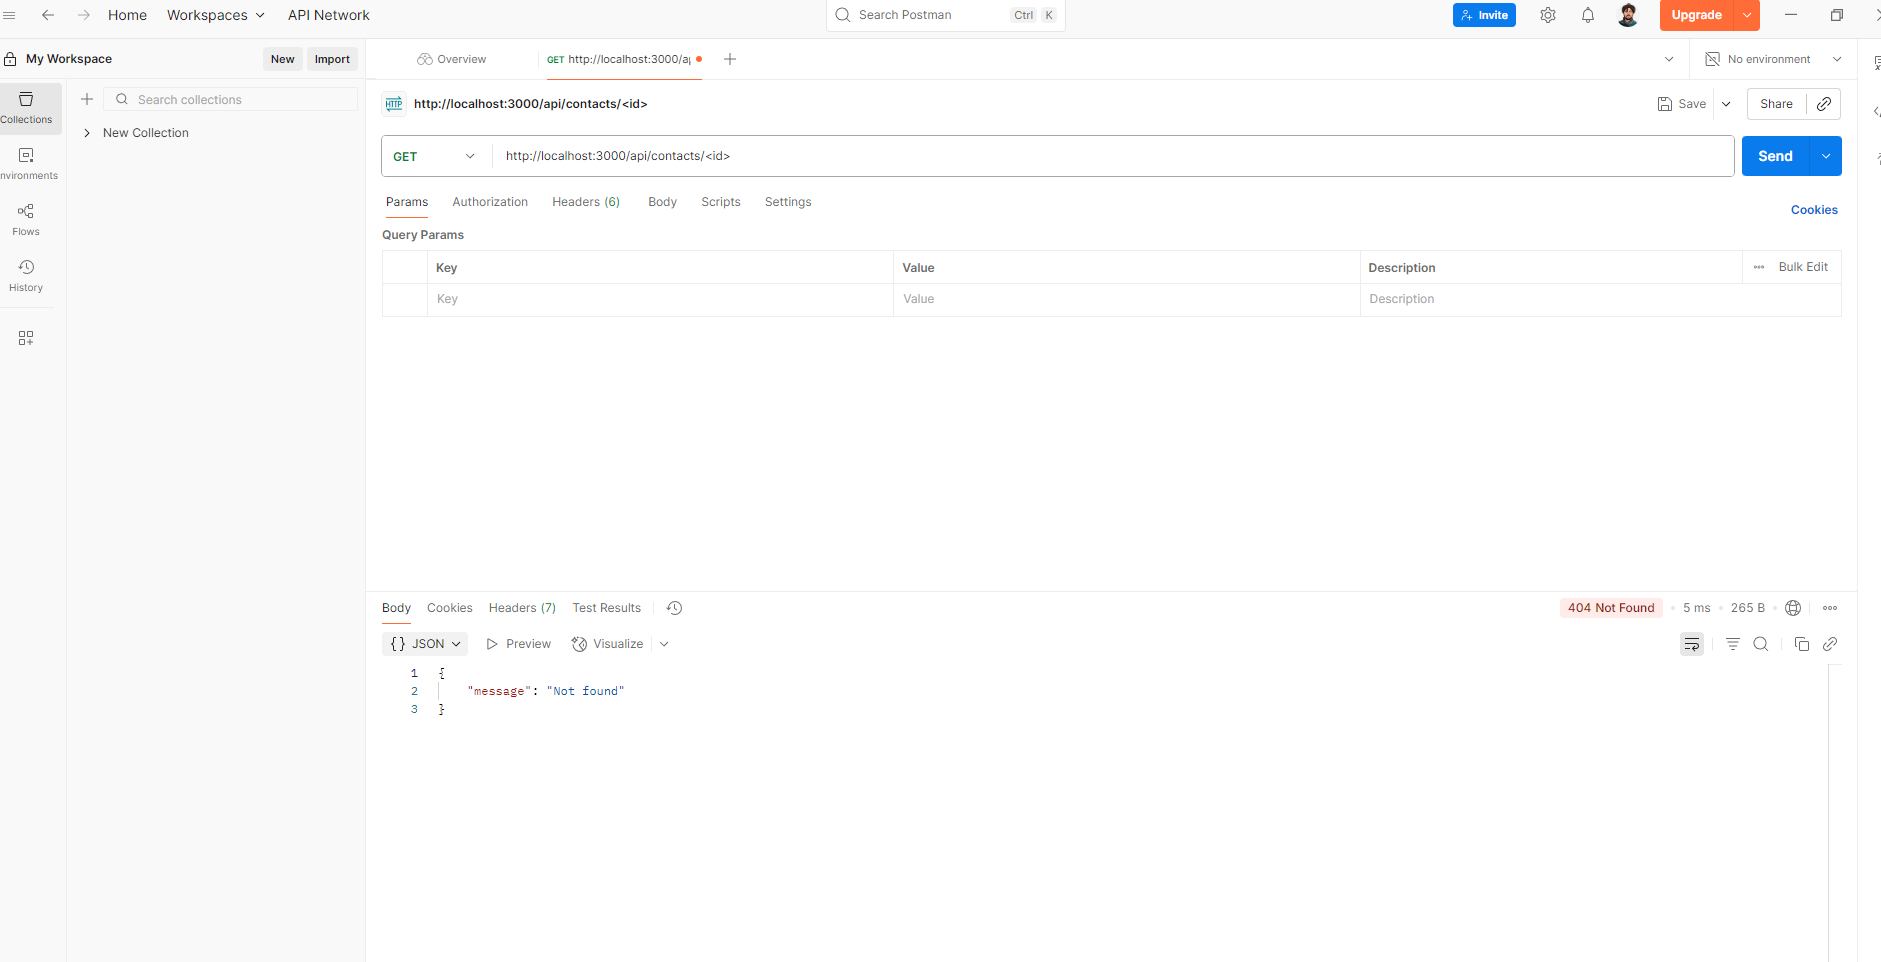 Home Workspaces API Network Search Postman Ctrl K Invite Upgrade
My Workspace New Import Overview GET http://localhost:3000/a No environment
Collections Search collections http://localhost:3000/api/contacts/<id> Save Share
New Collection
GET http://localhost:3000/api/contacts/<id> Send
nvironments
Params Authorization Headers (6) Body Scripts Settings Cookies
Flows
Query Params
Key Value Description Bulk Edit
History
Key Value Description
Body Cookies Headers (7) Test Results 404 Not Found 5 ms 265 B
{} JSON Preview Visualize
1 {
2 "message": "Not found"
3 }